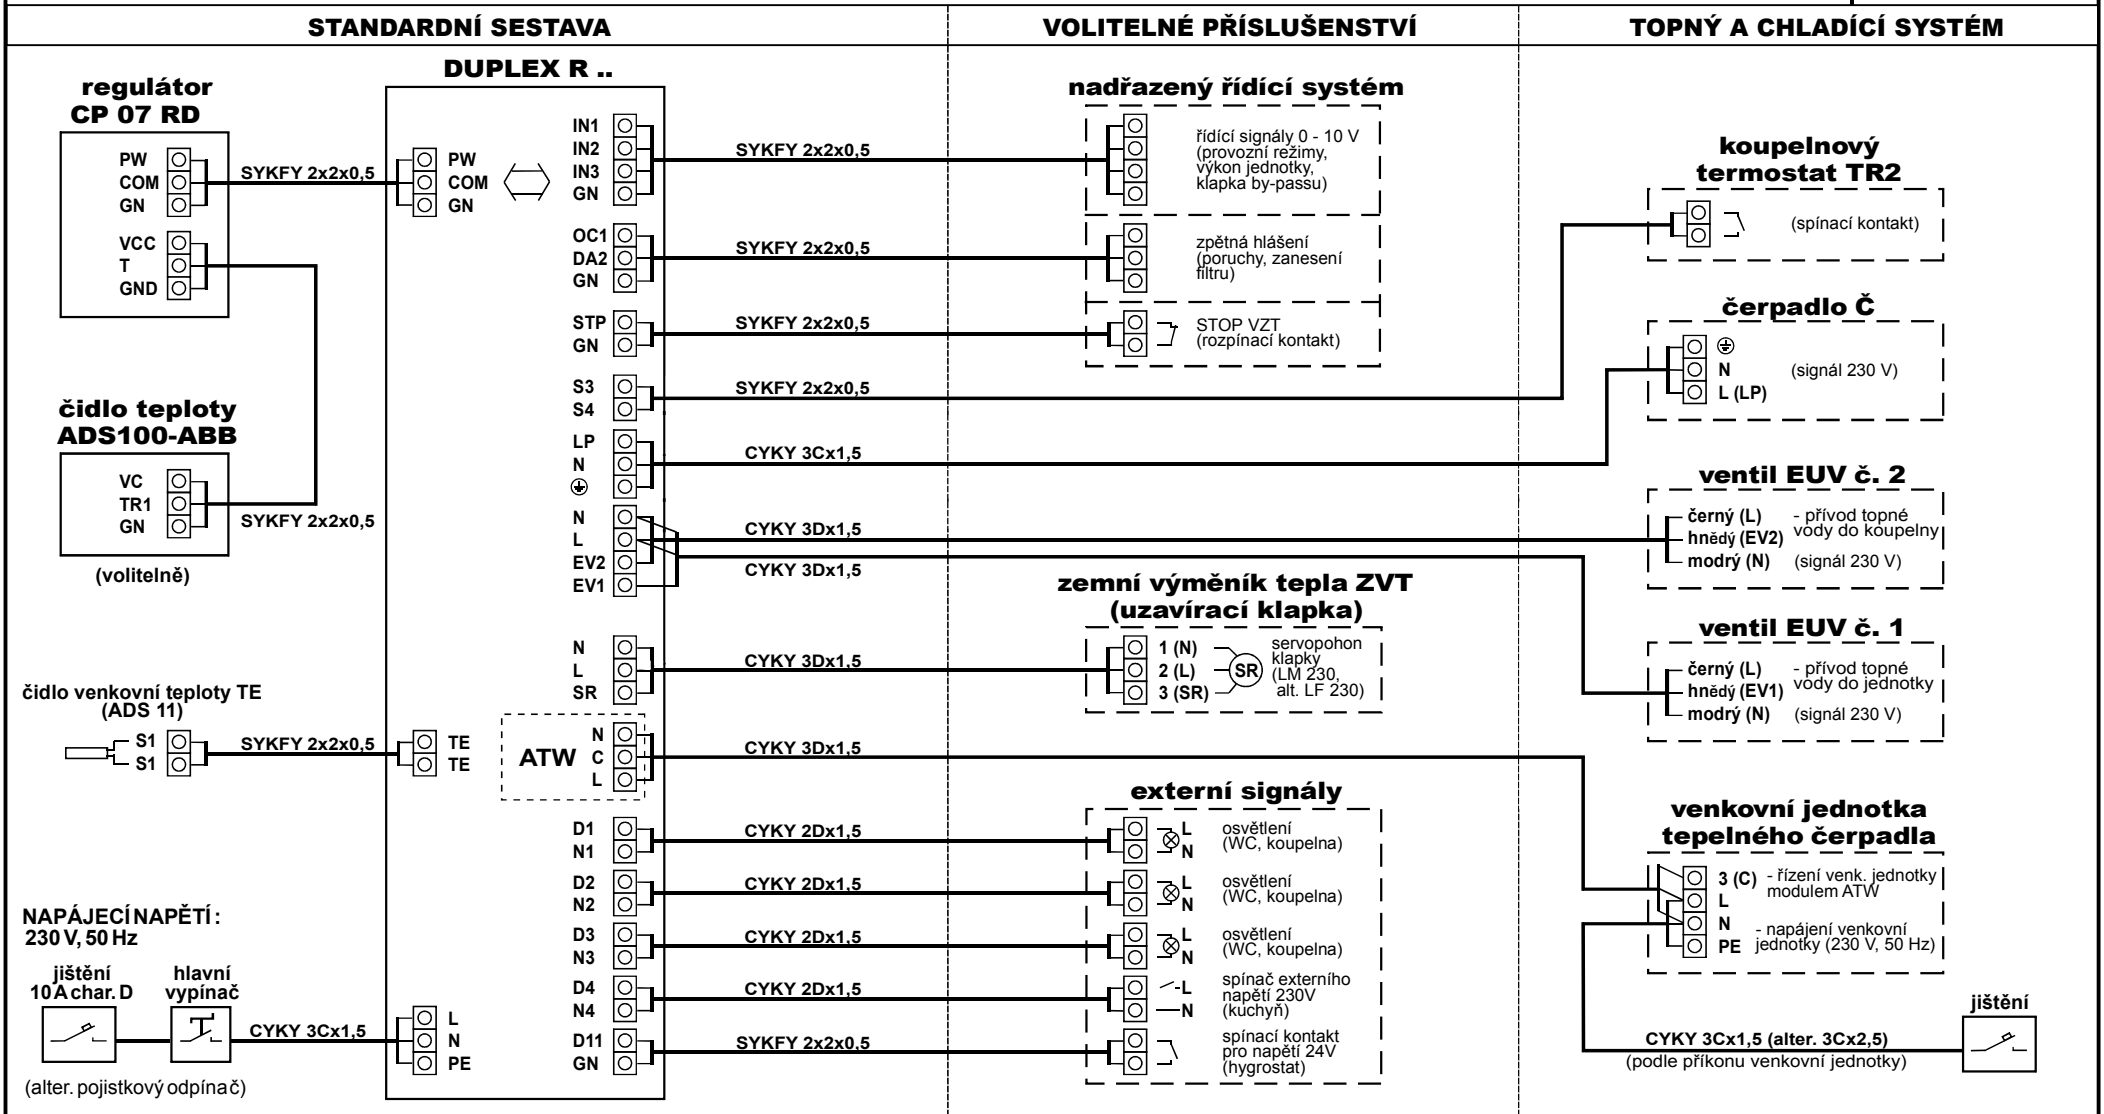 STANDARDNÍ SESTAVA
VOLITELNÉ PŘÍSLUŠENSTVÍ
TOPNÝ A CHLADÍCÍ SYSTÉM
regulátor
CP 07 RD
PW
COM
GN
VCC
T
GND
SYKFY 2x2x0,5
čidlo teploty
ADS100-ABB
VC
TR1
GN
SYKFY 2x2x0,5
(volitelně)
čidlo venkovní teploty TE
(ADS 11)
S1
S1
SYKFY 2x2x0,5
NAPÁJECÍ NAPĚTÍ :
230 V, 50 Hz
jištění
10 A char. D
hlavní
vypínač
CYKY 3Cx1,5
(alter. pojistkový odpínač)
DUPLEX R ..
PW
COM
GN
TE
TE
L
N
PE
IN1
IN2
IN3
GN
SYKFY 2x2x0,5
OC1
DA2
GN
SYKFY 2x2x0,5
STP
GN
SYKFY 2x2x0,5
S3
S4
SYKFY 2x2x0,5
LP
N
CYKY 3Cx1,5
N
L
EV2
EV1
CYKY 3Dx1,5
CYKY 3Dx1,5
N
L
SR
CYKY 3Dx1,5
ATW
N
C
L
CYKY 3Dx1,5
D1
N1
CYKY 2Dx1,5
D2
N2
CYKY 2Dx1,5
D3
N3
CYKY 2Dx1,5
D4
N4
CYKY 2Dx1,5
D11
GN
SYKFY 2x2x0,5
nadřazený řídící systém
řídící signály 0 - 10 V
(provozní režimy,
výkon jednotky,
klapka by-passu)
zpětná hlášení
(poruchy, zanesení
filtru)
STOP VZT
(rozpínací kontakt)
zemní výměník tepla ZVT
(uzavírací klapka)
1 (N)
2 (L)
3 (SR)
SR
servopohon
klapky
(LM 230,
alt. LF 230)
externí signály
L
N
osvětlení
(WC, koupelna)
L
N
osvětlení
(WC, koupelna)
L
N
osvětlení
(WC, koupelna)
L
N
spínač externího
napětí 230V
(kuchyň)
spínací kontakt
pro napětí 24V
(hygrostat)
koupelnový
termostat TR2
(spínací kontakt)
čerpadlo Č
N
L (LP)
(signál 230 V)
ventil EUV č. 2
černý (L)
hnědý (EV2)
modrý (N)
- přívod topné
vody do koupelny
(signál 230 V)
ventil EUV č. 1
černý (L)
hnědý (EV1)
modrý (N)
- přívod topné
vody do jednotky
(signál 230 V)
venkovní jednotka
tepelného čerpadla
3 (C)
L
N
PE
- řízení venk. jednotky
modulem ATW
- napájení venkovní
jednotky (230 V, 50 Hz)
jištění
CYKY 3Cx1,5 (alter. 3Cx2,5)
(podle příkonu venkovní jednotky)